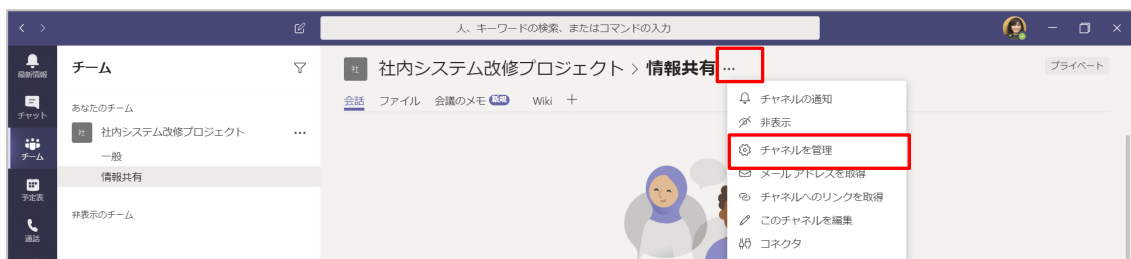 人、キーワードの検索、またはコマンドの入力
最新情報
チャット
チーム
予定表
通話
チーム
あなたのチーム
社 社内システム改修プロジェクト ...
一般
情報共有
非表示のチーム
社 社内システム改修プロジェクト > 情報共有 ...
プライベート
会話 ファイル 会議のメモ 新規 Wiki +
チャネルの通知
非表示
チャネルを管理
メール アドレスを取得
チャネルへのリンクを取得
このチャネルを編集
コネクタ